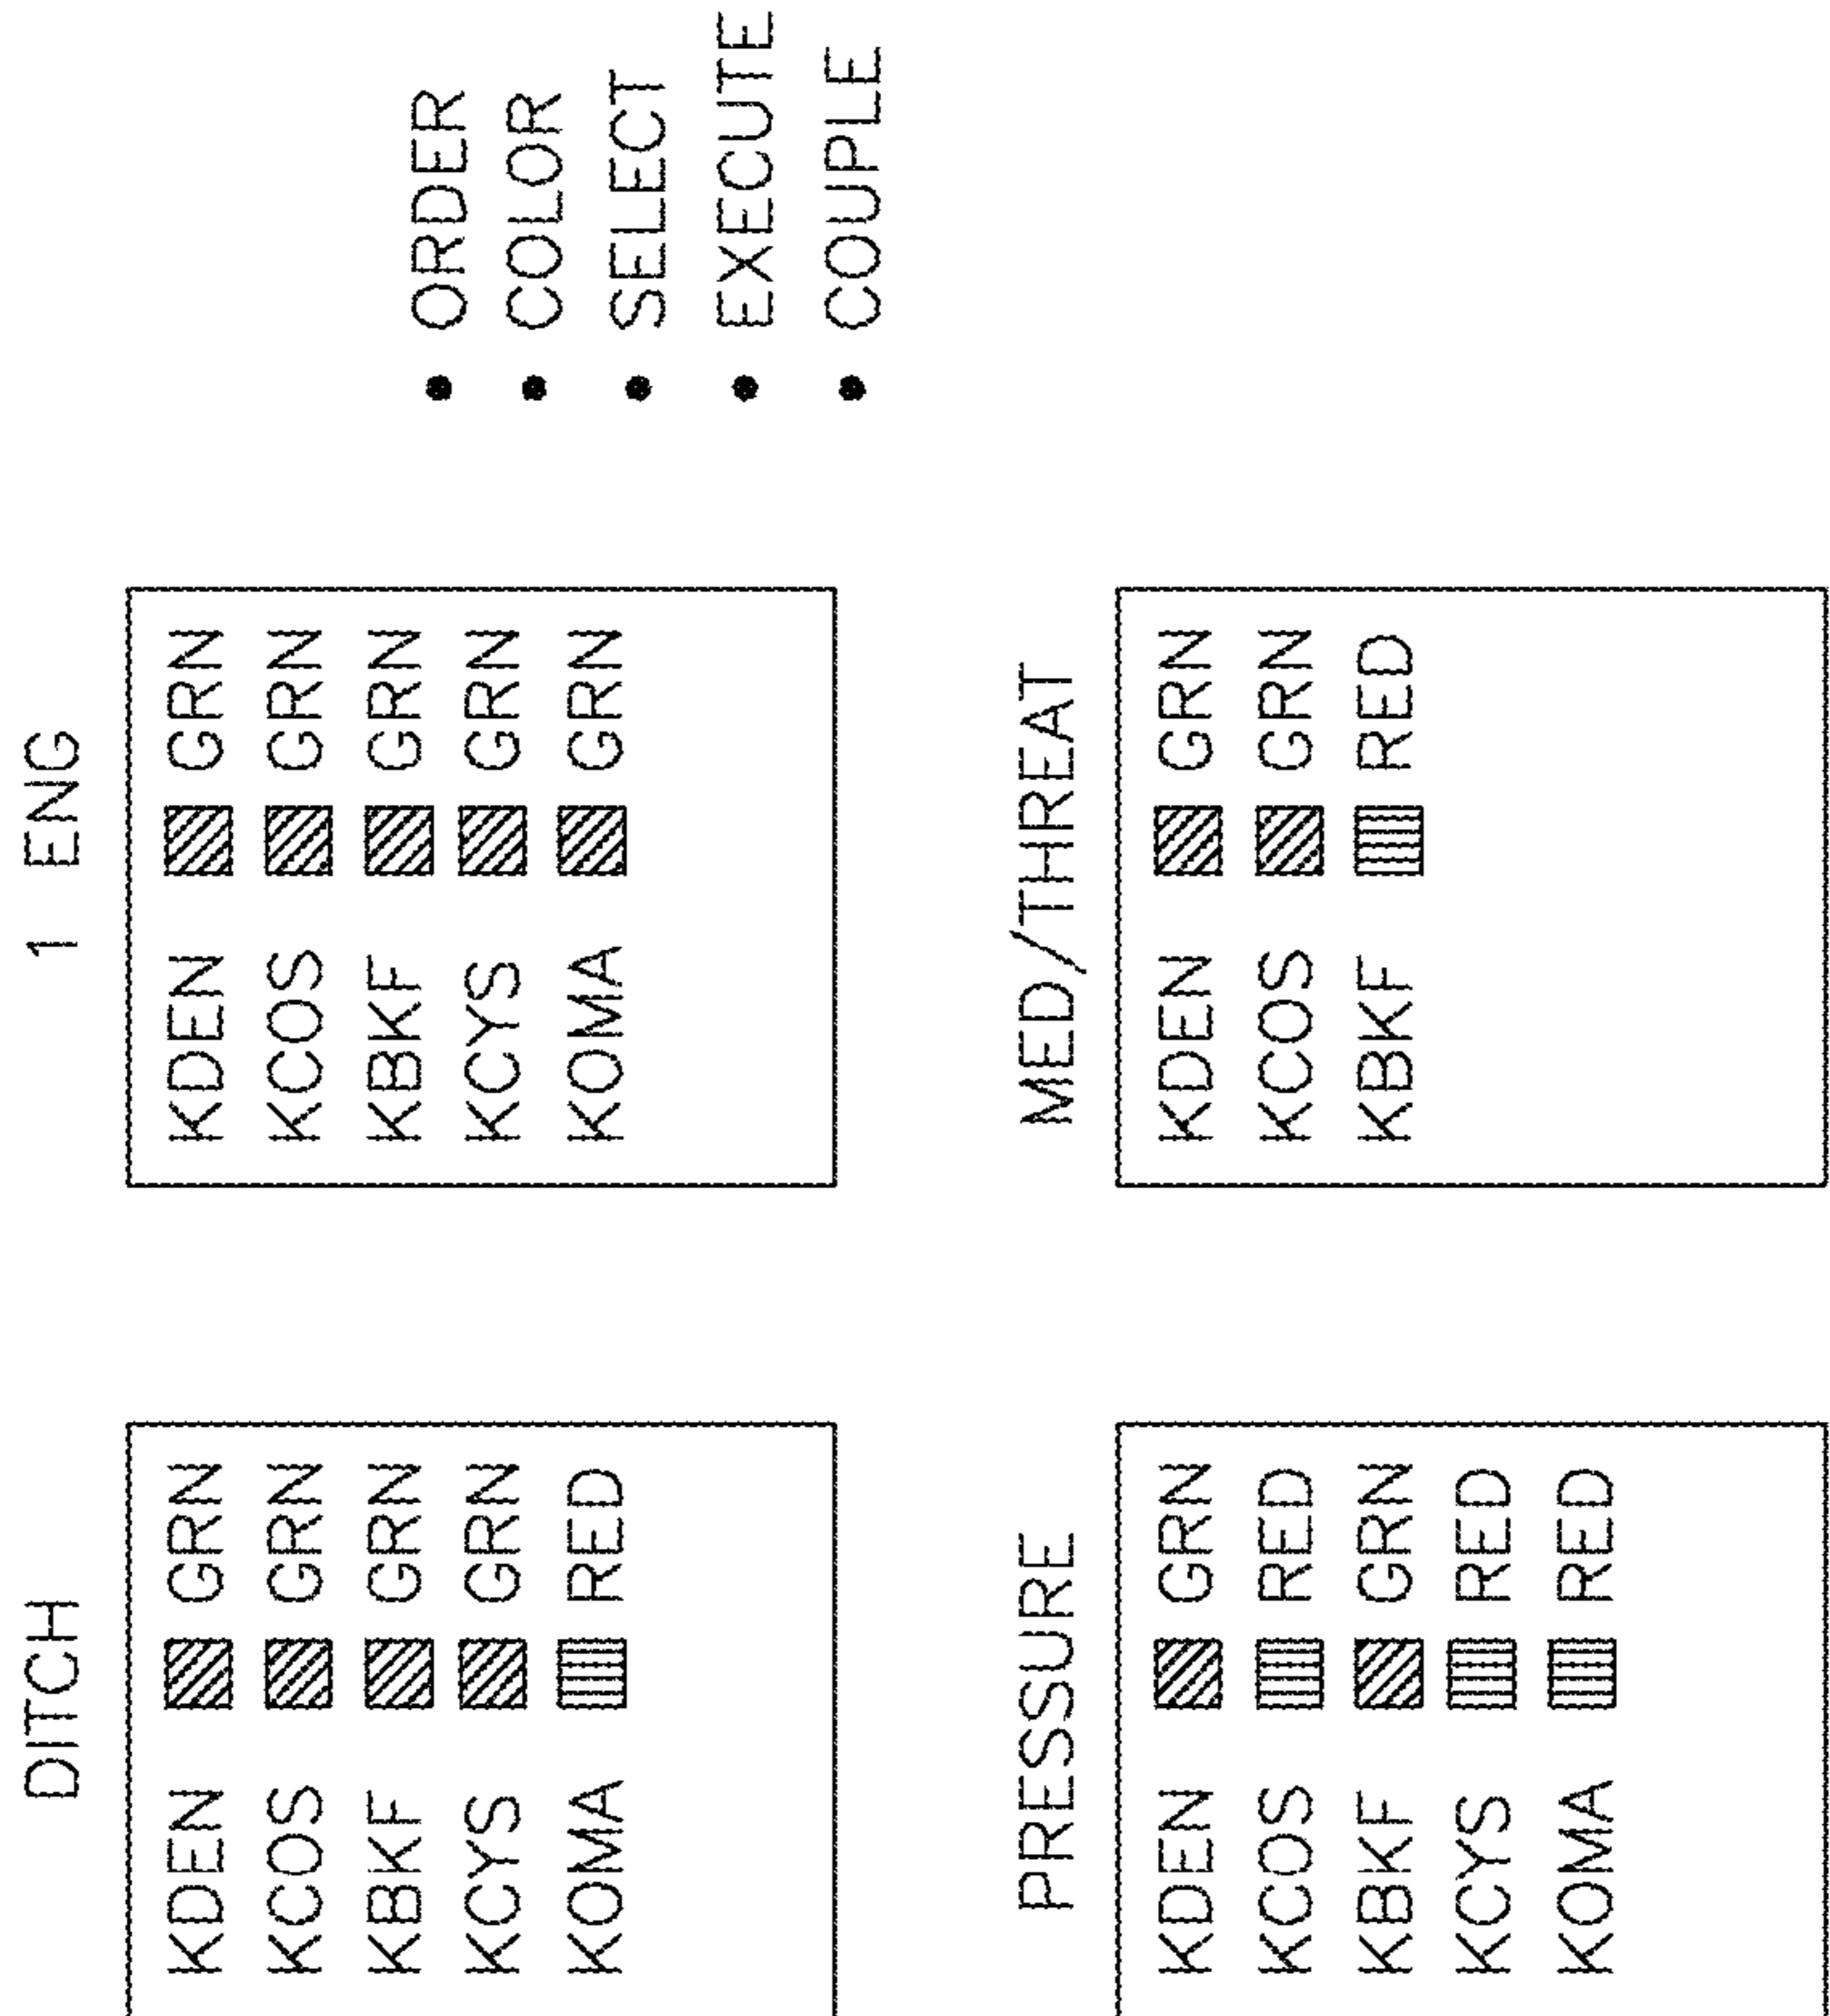 DITCH
KDEN GRN
KCOS GRN
KBKF GRN
KCYS GRN
KOMA RED
1 ENG
KDEN GRN
KCOS GRN
KBKF GRN
KCYS GRN
KOMA GRN
• ORDER
• COLOR
• SELECT
• EXECUTE
• COUPLE
PRESSURE
KDEN GRN
KCOS RED
KBKF GRN
KCYS RED
KOMA RED
MED/THREAT
KDEN GRN
KCOS GRN
KBKF RED